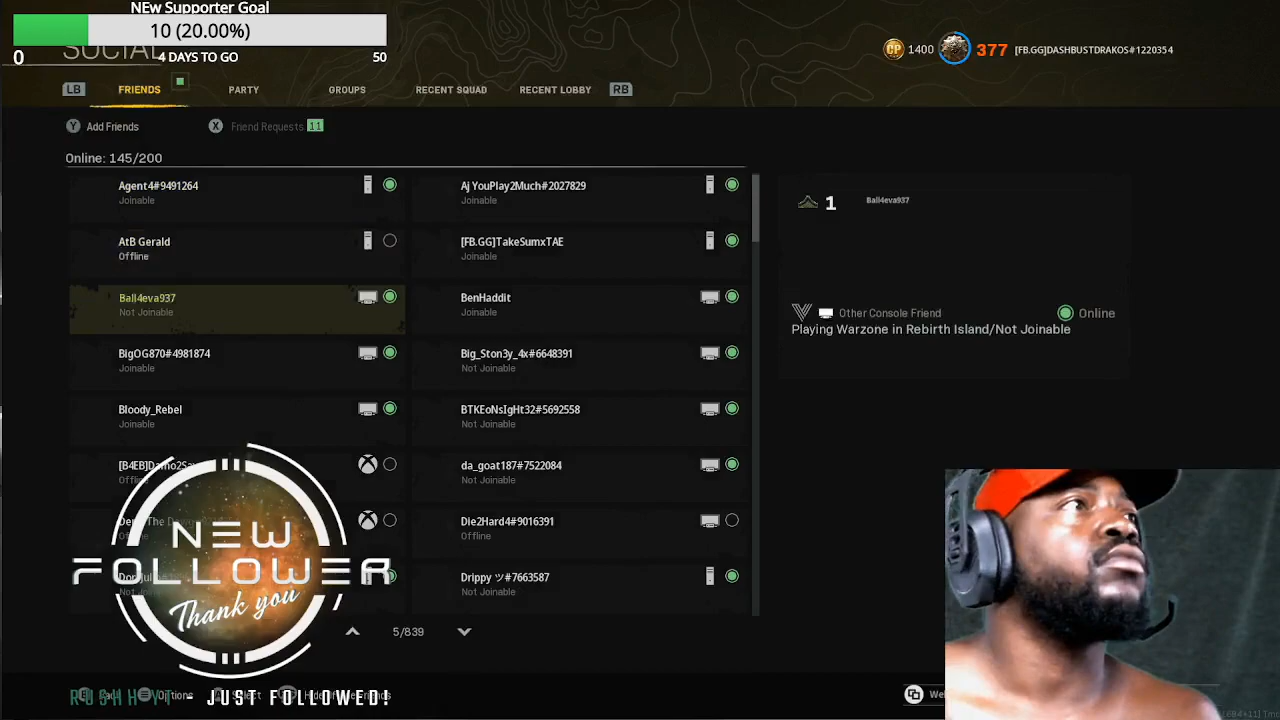 NEw Supporter Goal
10 (20.00%)
0
4 DAYS TO GO
50
SOCIAL
CP 1400
377
[FB.GG]DASHBUSTDRAKOS#1220354
LB
FRIENDS
PARTY
GROUPS
RECENT SQUAD
RECENT LOBBY
RB
Y Add Friends
X Friend Requests 11
Online: 145/200
Agent4#9491264
Joinable
Aj YouPlay2Much#2027829
Joinable
AtB Gerald
Offline
[FB.GG]TakeSumxTAE
Joinable
Ball4eva937
Not Joinable
BenHaddit
Joinable
BigOG870#4981874
Joinable
Big_Ston3y_4x#6648391
Not Joinable
Bloody_Rebel
Joinable
BTKEoNsIgHt32#5692558
Not Joinable
da_goat187#7522084
Not Joinable
Die2Hard4#9016391
Offline
Drippy ツ#7663587
Not Joinable
1
Ball4eva937
Other Console Friend
Online
Playing Warzone in Rebirth Island/Not Joinable
NEW
FOLLOWER
Thank you
5/839
- JUST FOLLOWED!